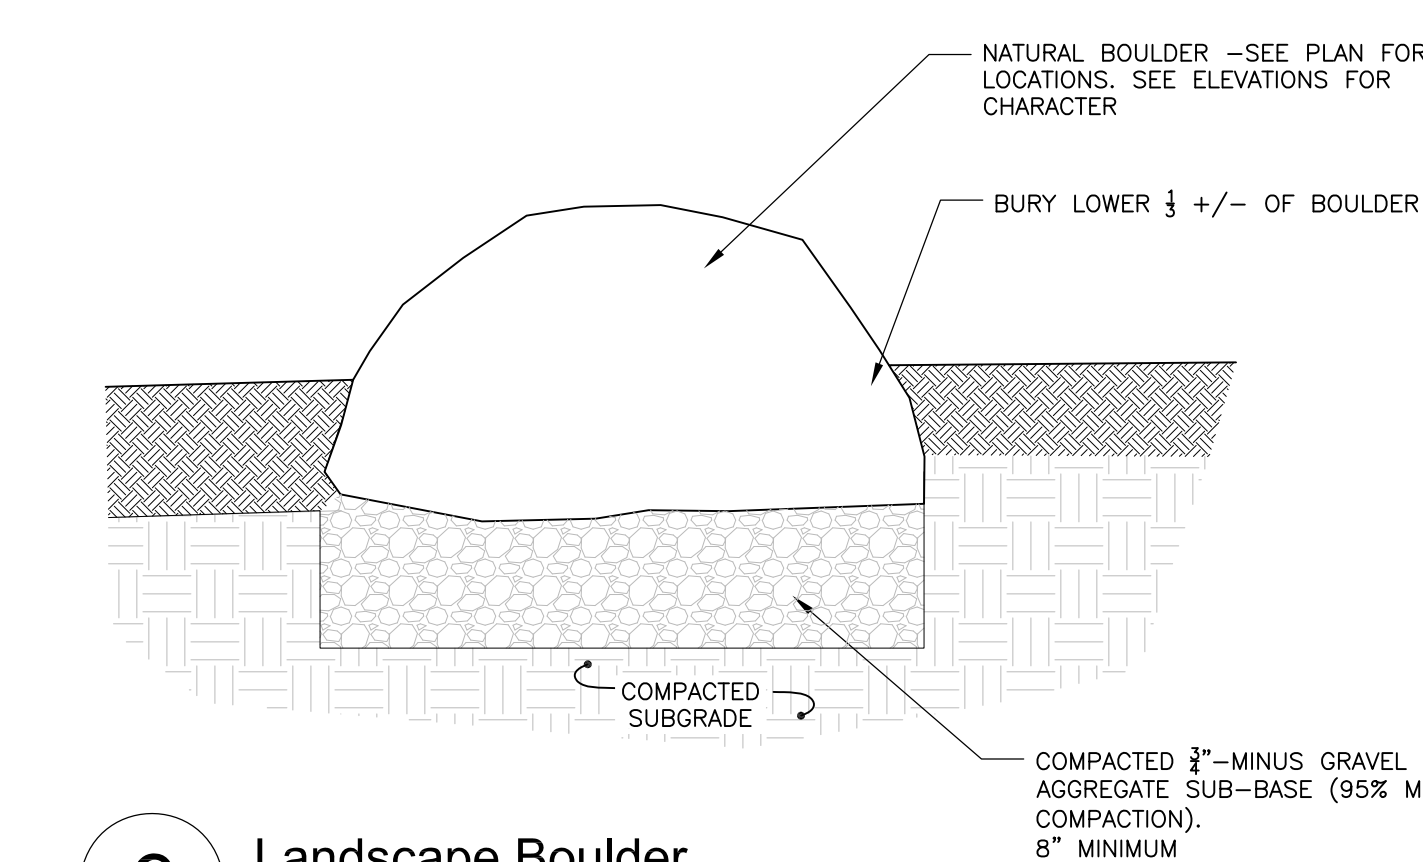 NATURAL BOULDER –SEE PLAN FOR
LOCATIONS. SEE ELEVATIONS FOR
CHARACTER
BURY LOWER 1/3 +/– OF BOULDER
COMPACTED
SUBGRADE
COMPACTED 3/4"–MINUS GRAVEL
AGGREGATE SUB–BASE (95%
COMPACTION).
8" MINIMUM
Landscape Boulder